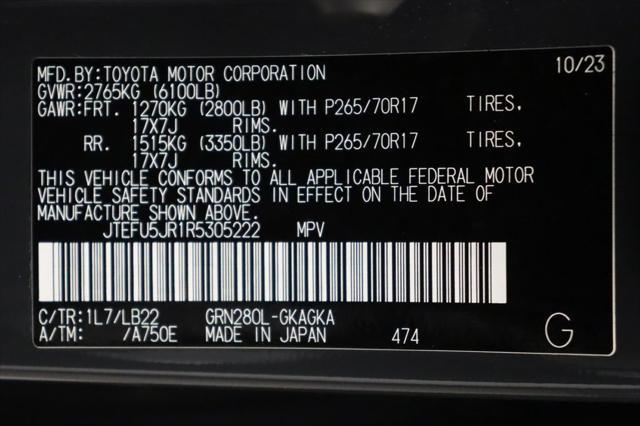 MFD.BY:TOYOTA MOTOR CORPORATION 10/23
GVWR:2765KG (6100LB)
GAWR:FRT. 1270KG (2800LB) WITH P265/70R17 TIRES,
17X7J RIMS.
RR. 1515KG (3350LB) WITH P265/70R17 TIRES,
17X7J RIMS.
THIS VEHICLE CONFORMS TO ALL APPLICABLE FEDERAL MOTOR
VEHICLE SAFETY STANDARDS IN EFFECT ON THE DATE OF
MANUFACTURE SHOWN ABOVE.
JTEFU5JR1R5305222 MPV
C/TR:1L7/LB22 GRN280L-GKAGKA
A/TM: /A750E MADE IN JAPAN 474 G